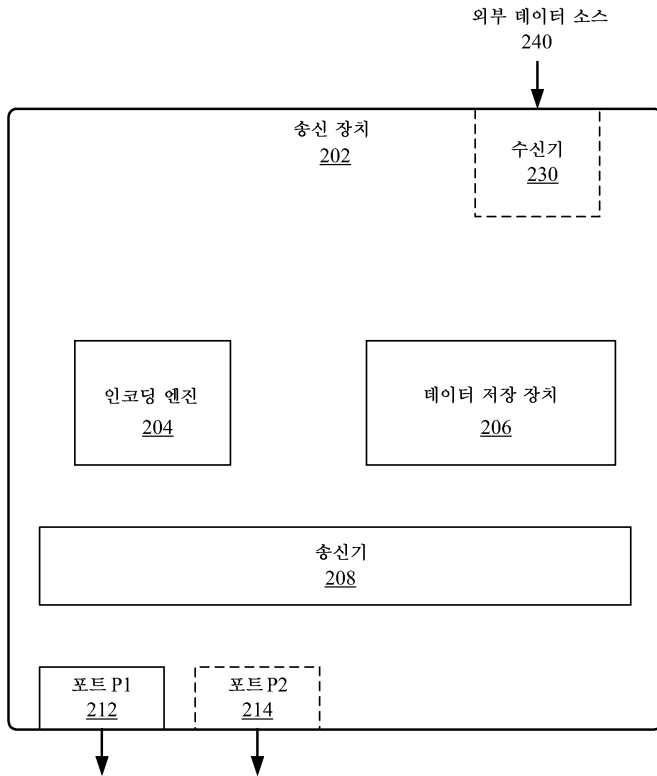 외부 데이터 소스
240
송신 장치
202
수신기
230
인코딩 엔진
204
데이터 저장 장치
206
송신기
208
포트 P1
212
포트 P2
214